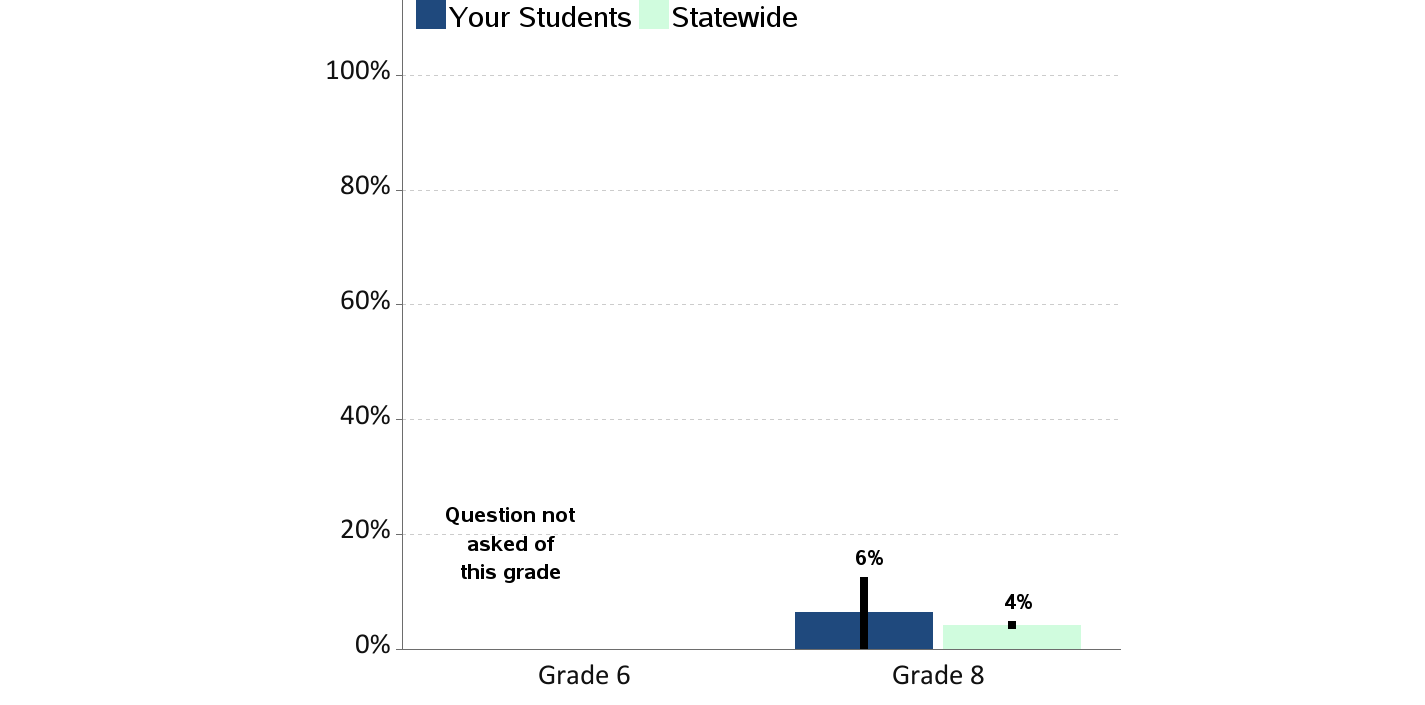 Your Students Statewide
100%
80%
60%
40%
20%
0%
Question not
asked of
this grade
6%
4%
Grade 6 Grade 8